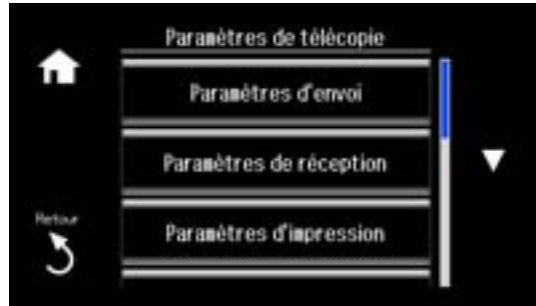 Paramètres de télécopie
Paramètres d'envoi
Paramètres de réception
Retour
Paramètres d'impression